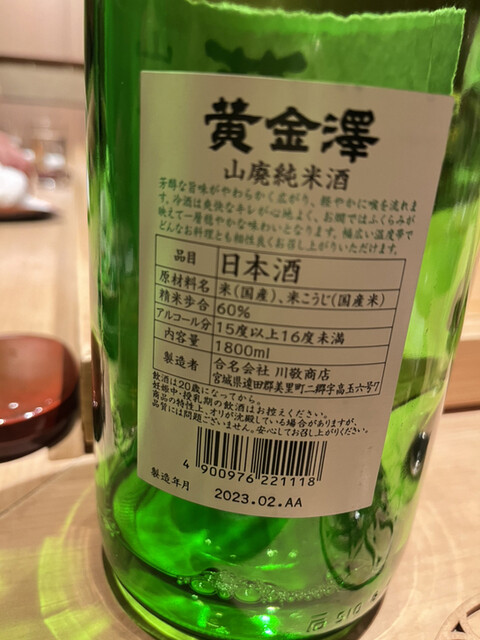 黄金澤
山廃純米酒
芳醇な旨味がやわらかく広がり、軽やかに喉を流れま
す。冷酒は爽快なキレが心地よく、お燗ではふくらみが
映えて一層穏やかな味わいとなります。幅広い温度帯で
どんなお料理とも相性良くお召し上がりいただけます。
品目 日本酒
原材料名 米(国産)、米こうじ(国産米)
精米歩合 60%
アルコール分 15度以上16度未満
内容量 1800ml
製造者 合名会社 川敬商店
宮城県遠田郡美里町二郷字高玉六号7
飲酒は20歳になってから。
妊娠中・授乳期の飲酒はお控えください。
商品の特性上、オリが沈殿している場合がありますが、
品質には問題ございません。安心してお召し上がりください。
4 900976 221118
製造年月 2023.02.AA